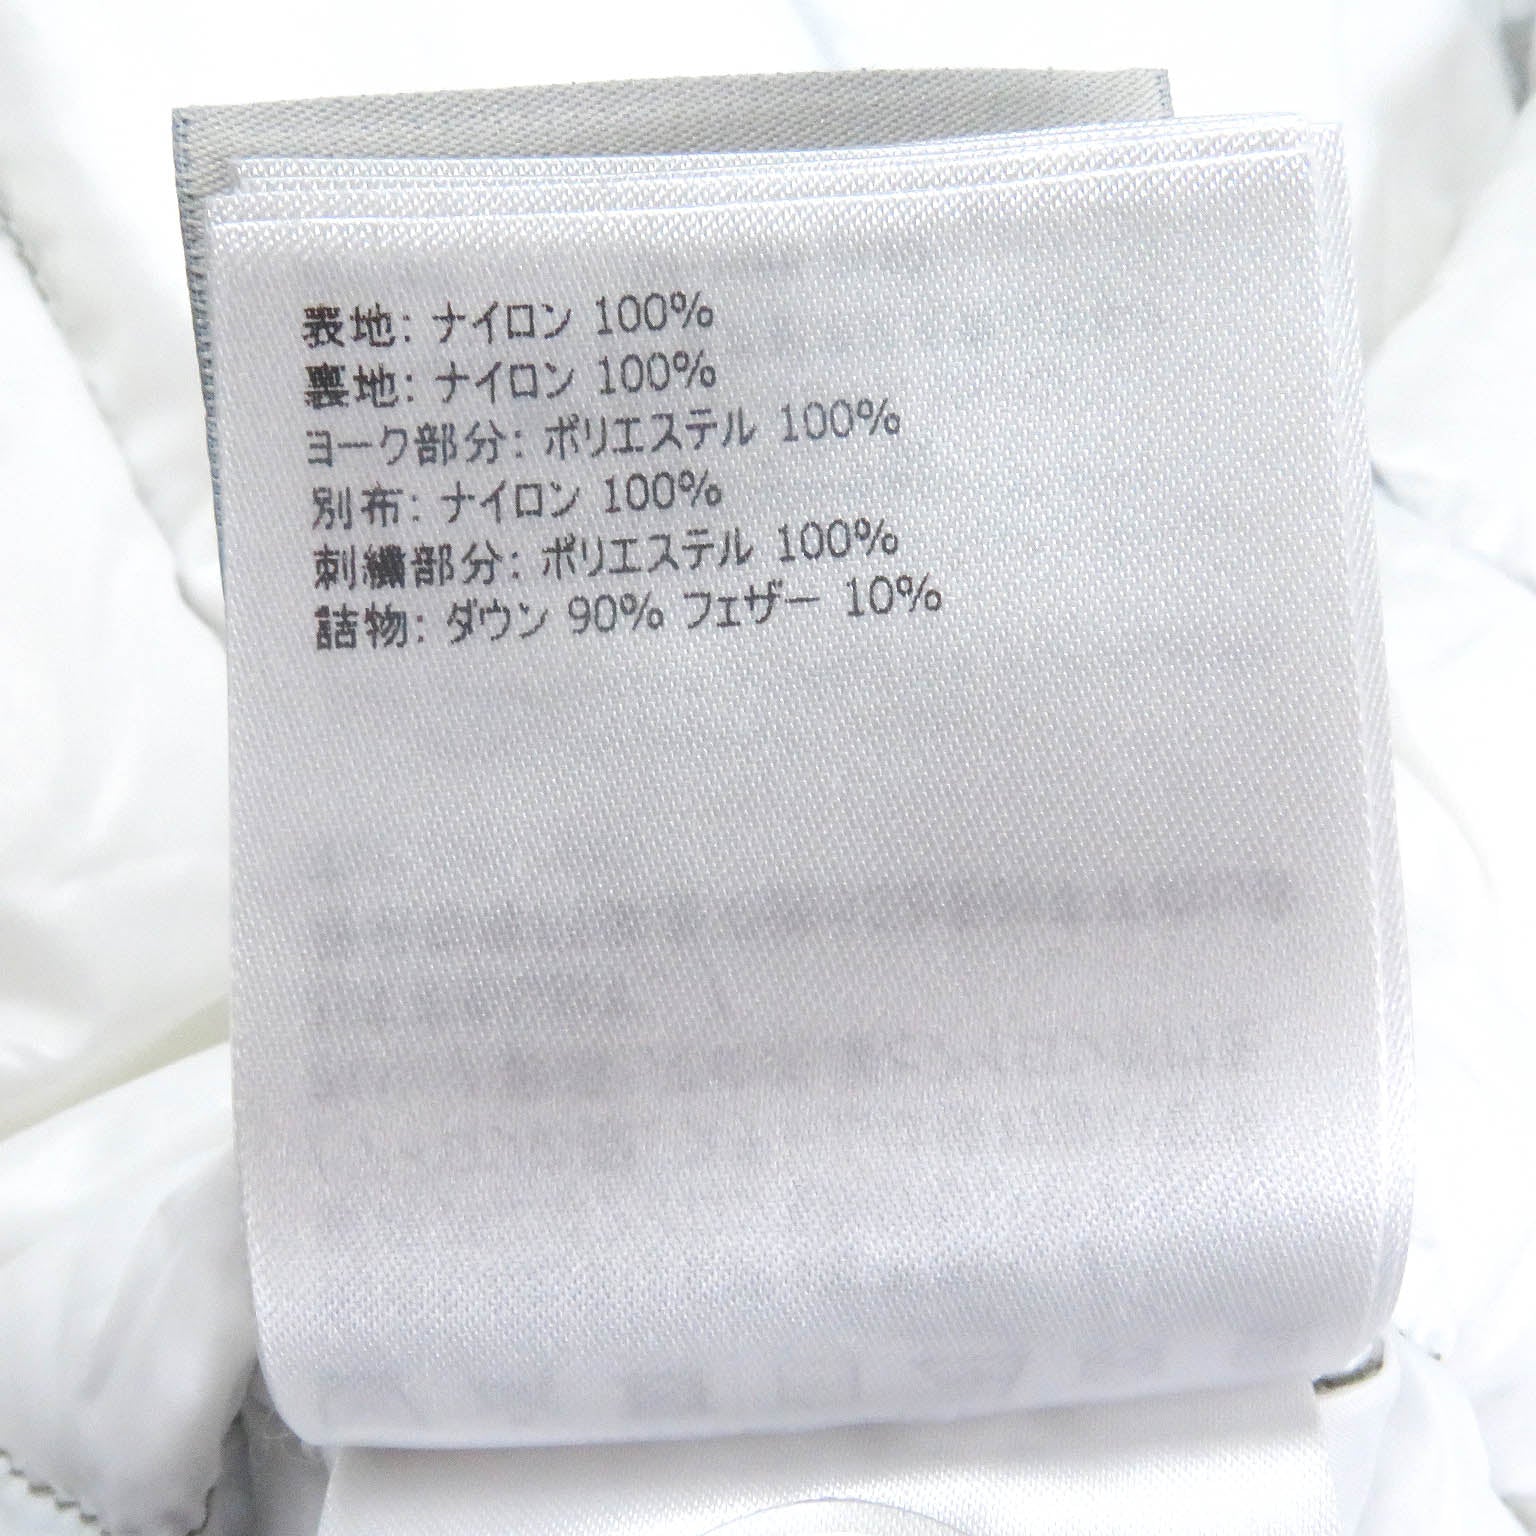 表地: ナイロン 100%
裏地: ナイロン 100%
ヨーク部分: ポリエステル 100%
別布: ナイロン 100%
刺繍部分: ポリエステル 100%
詰物: ダウン 90% フェザー 10%